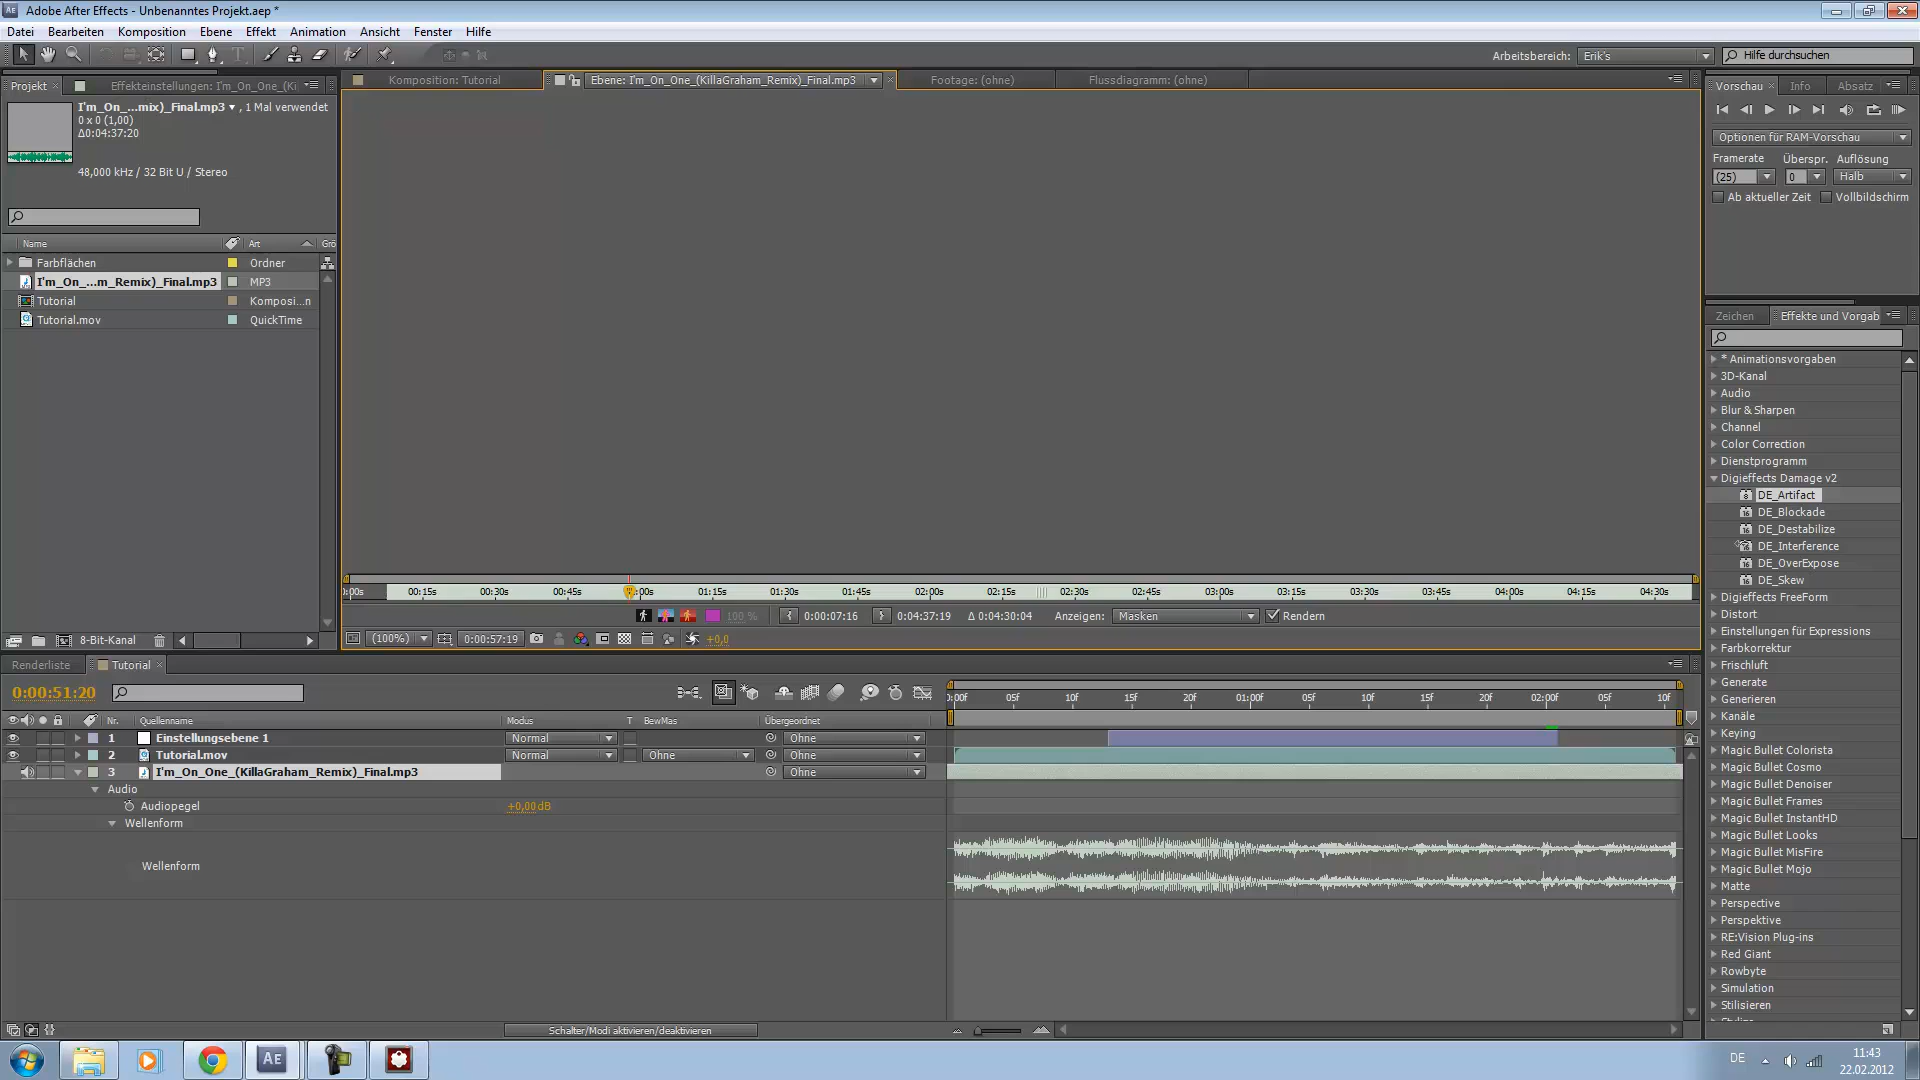 Adobe After Effects - Unbenanntes Projekt.aep *
Datei Bearbeiten Komposition Ebene Effekt Animation Ansicht Fenster Hilfe
Arbeitsbereich: Erik's Hilfe durchsuchen
Projekt Effekteinstellungen: I'm_On_One_(Ki
Komposition: Tutorial Ebene: I'm_On_One_(KillaGraham_Remix)_Final.mp3 Footage: (ohne) Flussdiagramm: (ohne)
Vorschau Info Absatz
I'm_On_...mix)_Final.mp3 , 1 Mal verwendet
0 x 0 (1,00)
Δ0:04:37:20
48,000 kHz / 32 Bit U / Stereo
Optionen für RAM-Vorschau
Framerate Überspr. Auflösung
(25) 0 Halb
Ab aktueller Zeit Vollbildschirm
Name Art Grö
Farbflächen Ordner
I'm_On_...m_Remix)_Final.mp3 MP3
Tutorial Komposi...n
Tutorial.mov QuickTime
8-Bit-Kanal
Zeichen Effekte und Vorgab
* Animationsvorgaben
3D-Kanal
Audio
Blur & Sharpen
Channel
Color Correction
Dienstprogramm
Digieffects Damage v2
DE_Artifact
DE_Blockade
DE_Destabilize
DE_Interference
DE_OverExpose
DE_Skew
Digieffects FreeForm
Distort
Einstellungen für Expressions
Farbkorrektur
Frischluft
Generate
Generieren
Kanäle
Keying
Magic Bullet Colorista
Magic Bullet Cosmo
Magic Bullet Denoiser
Magic Bullet Frames
Magic Bullet InstantHD
Magic Bullet Looks
Magic Bullet MisFire
Magic Bullet Mojo
Matte
Perspective
Perspektive
RE:Vision Plug-ins
Red Giant
Rowbyte
Simulation
Stilisieren
):00s 00:15s 00:30s 00:45s :00s 01:15s 01:30s 01:45s 02:00s 02:15s 02:30s 02:45s 03:00s 03:15s 03:30s 03:45s 04:00s 04:15s 04:30s
100 % 0:00:07:16 0:04:37:19 Δ 0:04:30:04 Anzeigen: Masken Rendern
(100%) 0:00:57:19 +0,0
Renderliste Tutorial
0:00:51:20
):00f 05f 10f 15f 20f 01:00f 05f 10f 15f 20f 02:00f 05f 10f
Nr. Quellenname Modus T BewMas Übergeordnet
1 Einstellungsebene 1 Normal Ohne
2 Tutorial.mov Normal Ohne Ohne
3 I'm_On_One_(KillaGraham_Remix)_Final.mp3 Ohne
Audio
Audiopegel +0,00dB
Wellenform
Wellenform
Schalter/Modi aktivieren/deaktivieren
DE 11:43
22.02.2012